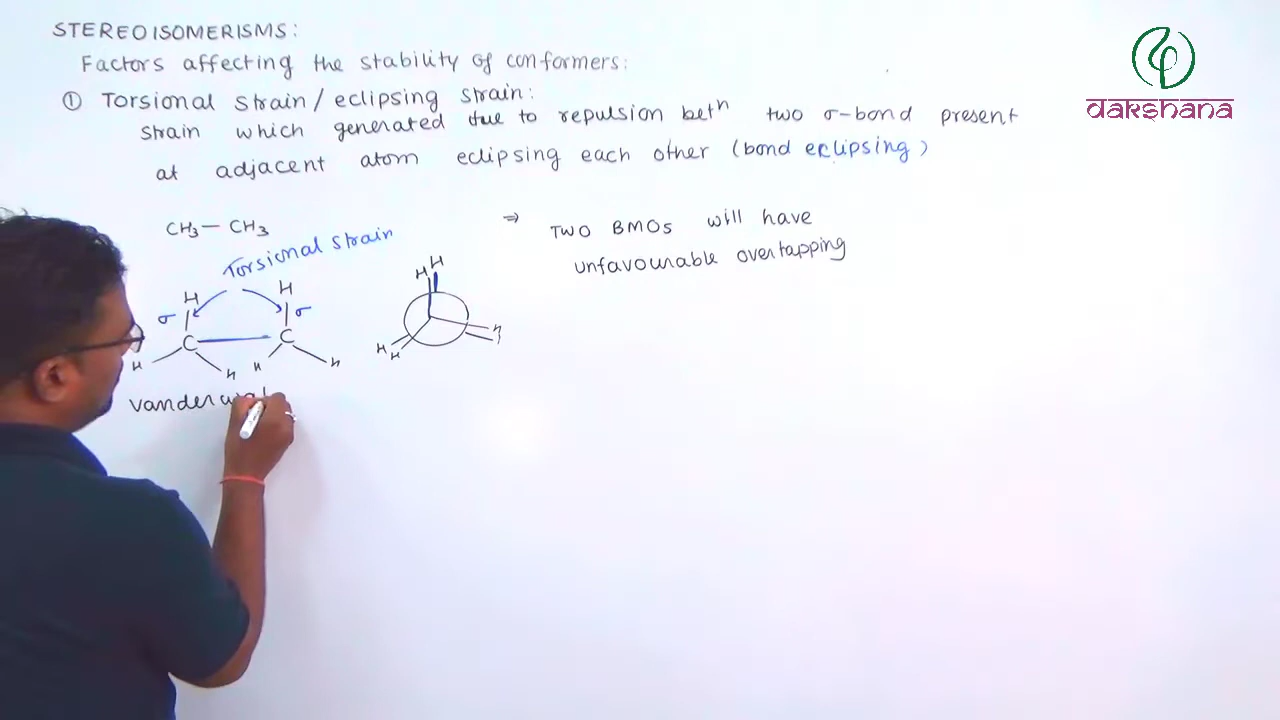 STEREOISOMERISMS:
Factors affecting the stability of conformers:
① Torsional strain/eclipsing strain:
strain which generated due to repulsion betⁿ two σ-bond present
at adjacent atom eclipsing each other (bond eclipsing)
dakshana
CH₃—CH₃
Torsional strain
⇒ TWO BMOs will have
unfavourable overtapping
H H
σ σ
C C
H H H H
H H
H H H
vander